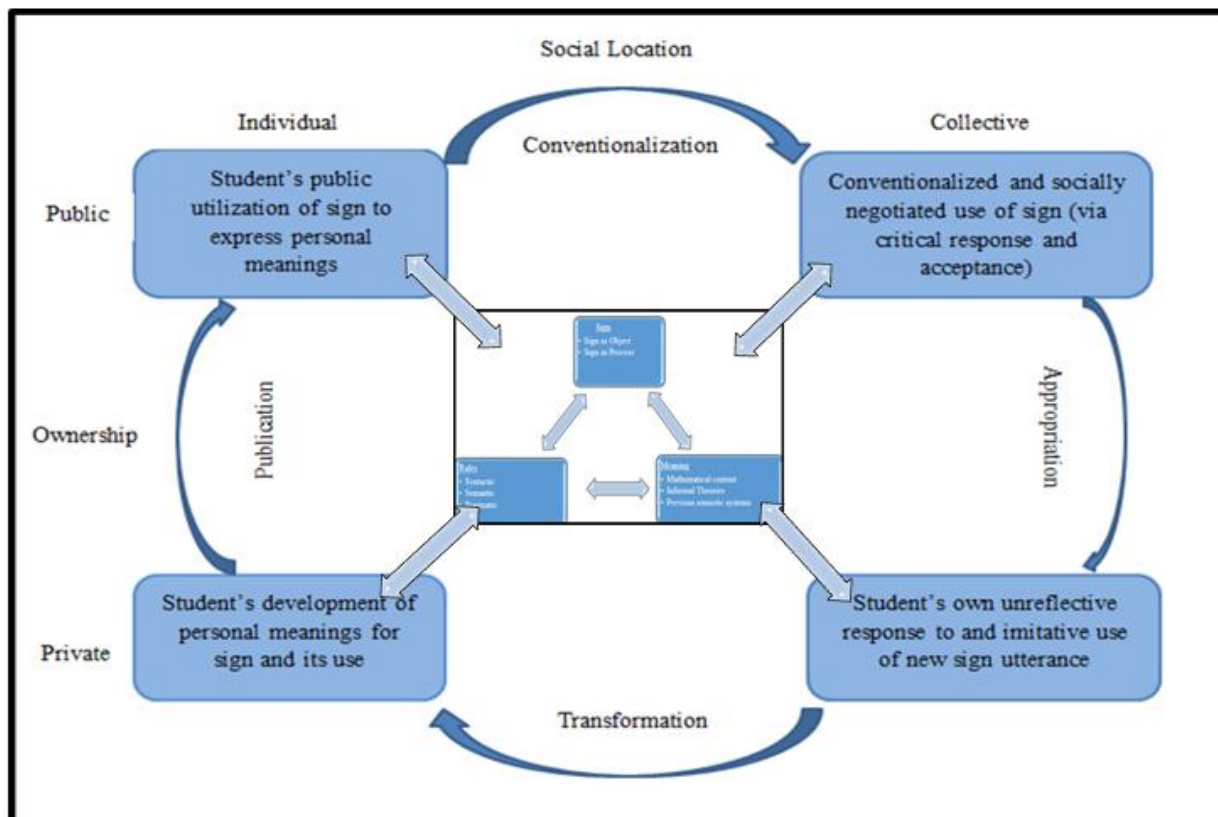 Social Location
Individual
Collective
Conventionalization
Public
Student's public
utilization of sign to
express personal
meanings
Conventionalized and socially
negotiated use of sign (via
critical response and
acceptance)
• Sign as Object
• Sign as Process
Ownership
Publication
Appropriation
Rules
• Syntactic
• Semantic
• Pragmatic
Meaning
• Mathematical context
• Informal Theories
• Previous semiotic systems
Private
Student's development of
personal meanings for
sign and its use
Student's own unreflective
response to and imitative use
of new sign utterance
Transformation